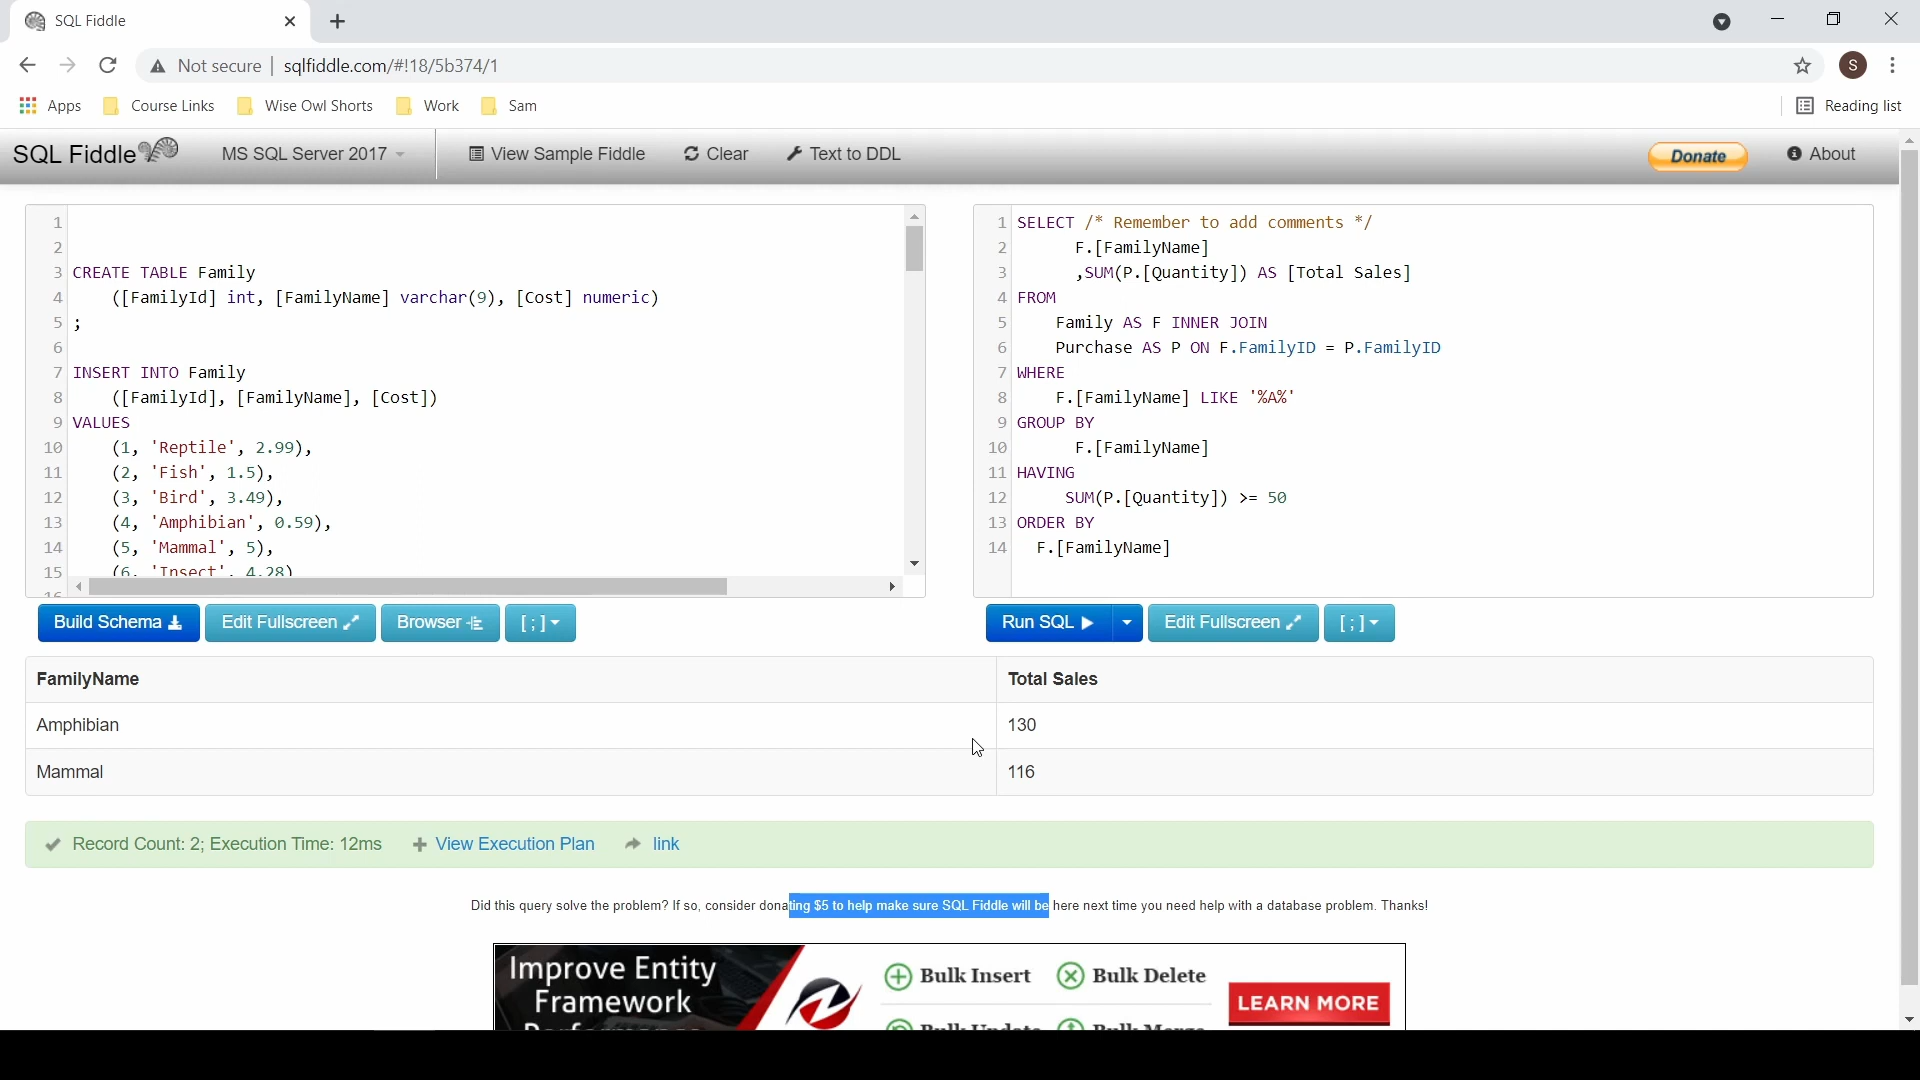 SQL Fiddle
Not secure | sqlfiddle.com/#!18/5b374/1
S
Apps
Course Links
Wise Owl Shorts
Work
Sam
Reading list
SQL Fiddle
MS SQL Server 2017
View Sample Fiddle
Clear
Text to DDL
Donate
About
1
2
3 CREATE TABLE Family
4 ([FamilyId] int, [FamilyName] varchar(9), [Cost] numeric)
5 ;
6
7 INSERT INTO Family
8 ([FamilyId], [FamilyName], [Cost])
9 VALUES
10 (1, 'Reptile', 2.99),
11 (2, 'Fish', 1.5),
12 (3, 'Bird', 3.49),
13 (4, 'Amphibian', 0.59),
14 (5, 'Mammal', 5),
15 (6, 'Insect', 4.28)
16
1 SELECT /* Remember to add comments */
2 F.[FamilyName]
3 ,SUM(P.[Quantity]) AS [Total Sales]
4 FROM
5 Family AS F INNER JOIN
6 Purchase AS P ON F.FamilyID = P.FamilyID
7 WHERE
8 F.[FamilyName] LIKE '%A%'
9 GROUP BY
10 F.[FamilyName]
11 HAVING
12 SUM(P.[Quantity]) >= 50
13 ORDER BY
14 F.[FamilyName]
Build Schema
Edit Fullscreen
Browser
[ ; ]
Run SQL
Edit Fullscreen
[ ; ]
FamilyName Total Sales
Amphibian 130
Mammal 116
Record Count: 2; Execution Time: 12ms
View Execution Plan
link
Did this query solve the problem? If so, consider donating $5 to help make sure SQL Fiddle will be here next time you need help with a database problem. Thanks!
Improve Entity
Framework
Performance
Bulk Insert
Bulk Delete
Bulk Update
Bulk Merge
LEARN MORE